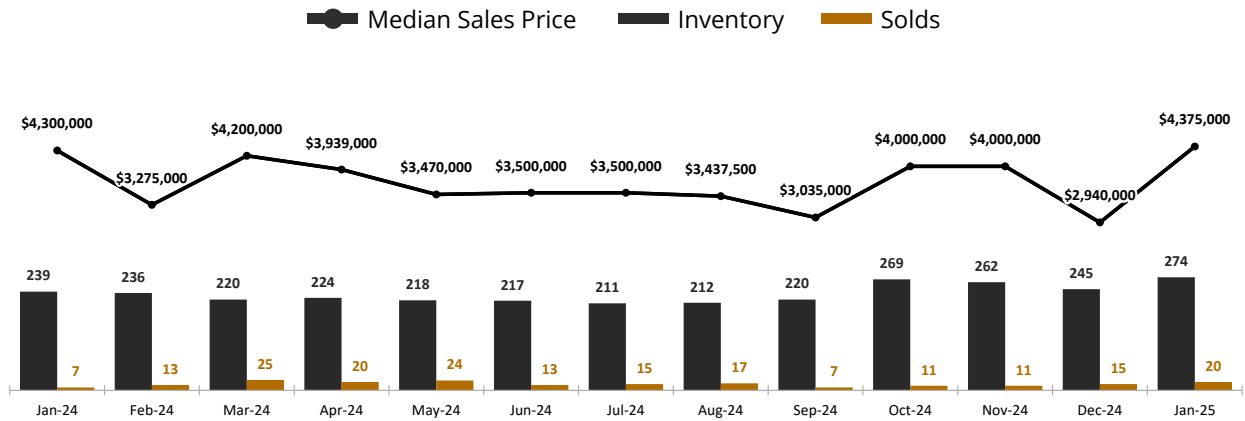 Median Sales Price Inventory Solds
$4,300,000 $3,275,000 $4,200,000 $3,939,000 $3,470,000 $3,500,000 $3,500,000 $3,437,500 $3,035,000 $4,000,000 $4,000,000 $2,940,000 $4,375,000
239 236 220 224 218 217 211 212 220 269 262 245 274
7 13 25 20 24 13 15 17 7 11 11 15 20
Jan-24 Feb-24 Mar-24 Apr-24 May-24 Jun-24 Jul-24 Aug-24 Sep-24 Oct-24 Nov-24 Dec-24 Jan-25